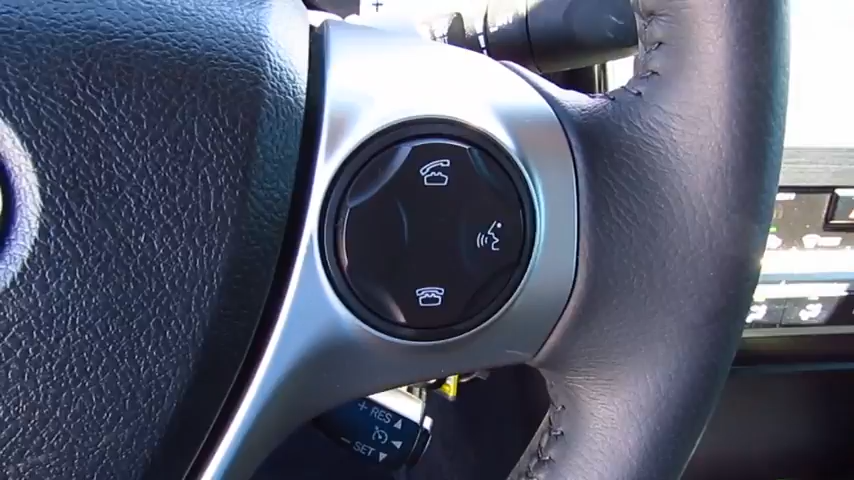 + RES ▲
− SET ▼